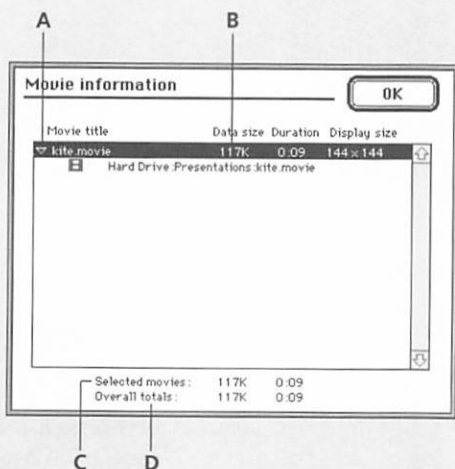 A B
Movie information
OK
Movie title Data size Duration Display size
kite.movie 117K 0:09 144 × 144
Hard Drive:Presentations:kite.movie
Selected movies: 117K 0:09
Overall totals: 117K 0:09
C D